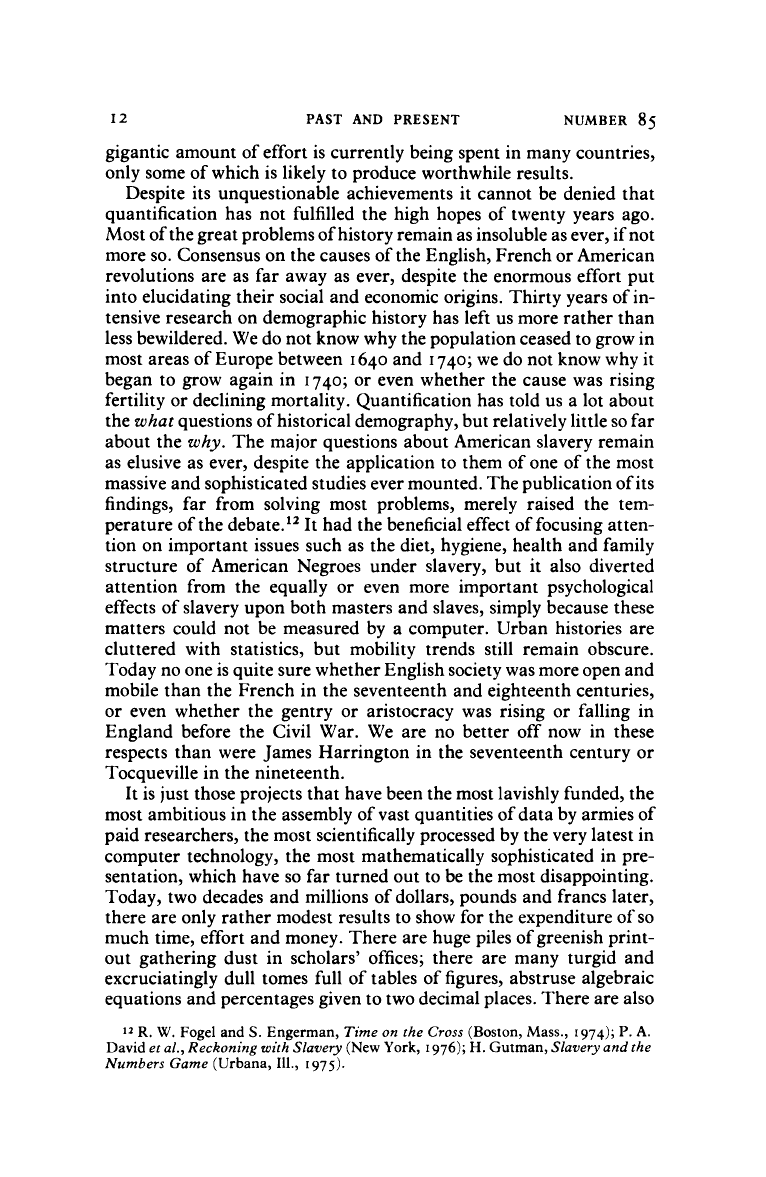 12 PAST AND PRESENT NUMBER 85
gigantic amount of effort is currently being spent in many countries,
only some of which is likely to produce worthwhile results.
Despite its unquestionable achievements it cannot be denied that
quantification has not fulfilled the high hopes of twenty years ago.
Most of the great problems of history remain as insoluble as ever, if not
more so. Consensus on the causes of the English, French or American
revolutions are as far away as ever, despite the enormous effort put
into elucidating their social and economic origins. Thirty years of in-
tensive research on demographic history has left us more rather than
less bewildered. We do not know why the population ceased to grow in
most areas of Europe between 1640 and 1740; we do not know why it
began to grow again in 1740; or even whether the cause was rising
fertility or declining mortality. Quantification has told us a lot about
the what questions of historical demography, but relatively little so far
about the why. The major questions about American slavery remain
as elusive as ever, despite the application to them of one of the most
massive and sophisticated studies ever mounted. The publication of its
findings, far from solving most problems, merely raised the tem-
perature of the debate.12 It had the beneficial effect of focusing atten-
tion on important issues such as the diet, hygiene, health and family
structure of American Negroes under slavery, but it also diverted
attention from the equally or even more important psychological
effects of slavery upon both masters and slaves, simply because these
matters could not be measured by a computer. Urban histories are
cluttered with statistics, but mobility trends still remain obscure.
Today no one is quite sure whether English society was more open and
mobile than the French in the seventeenth and eighteenth centuries,
or even whether the gentry or aristocracy was rising or falling in
England before the Civil War. We are no better off now in these
respects than were James Harrington in the seventeenth century or
Tocqueville in the nineteenth.
It is just those projects that have been the most lavishly funded, the
most ambitious in the assembly of vast quantities of data by armies of
paid researchers, the most scientifically processed by the very latest in
computer technology, the most mathematically sophisticated in pre-
sentation, which have so far turned out to be the most disappointing.
Today, two decades and millions of dollars, pounds and francs later,
there are only rather modest results to show for the expenditure of so
much time, effort and money. There are huge piles of greenish print-
out gathering dust in scholars' offices; there are many turgid and
excruciatingly dull tomes full of tables of figures, abstruse algebraic
equations and percentages given to two decimal places. There are also
12 R. W. Fogel and S. Engerman, Time on the Cross (Boston, Mass., 1974); P. A.
David et al., Reckoning with Slavery (New York, 1976); H. Gutman, Slavery and the
Numbers Game (Urbana, Ill., 1975).